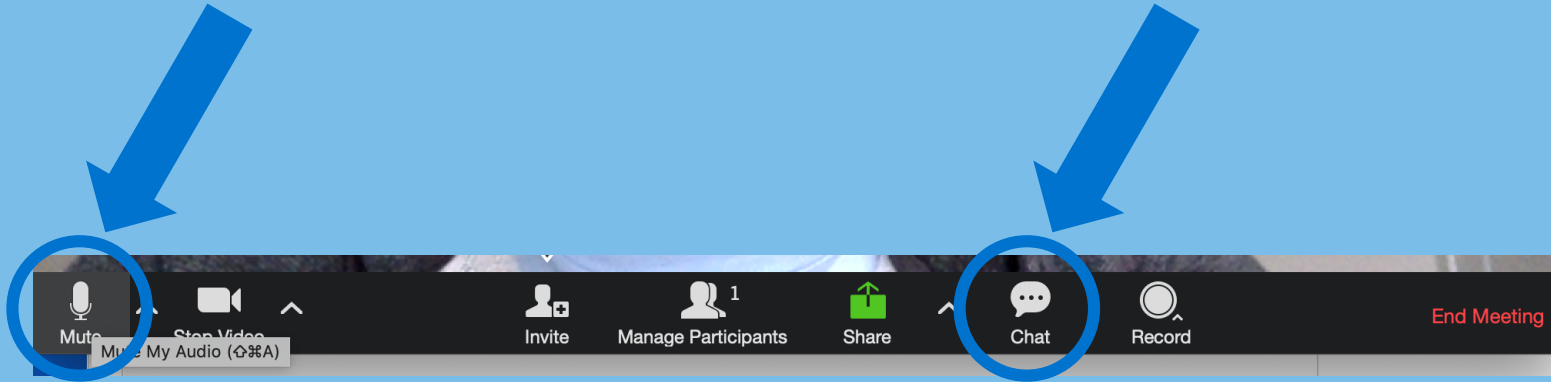 1
Mute
Stop Video
Invite
Manage Participants
Share
Chat
Record
End Meeting
Mute My Audio (⇧⌘A)